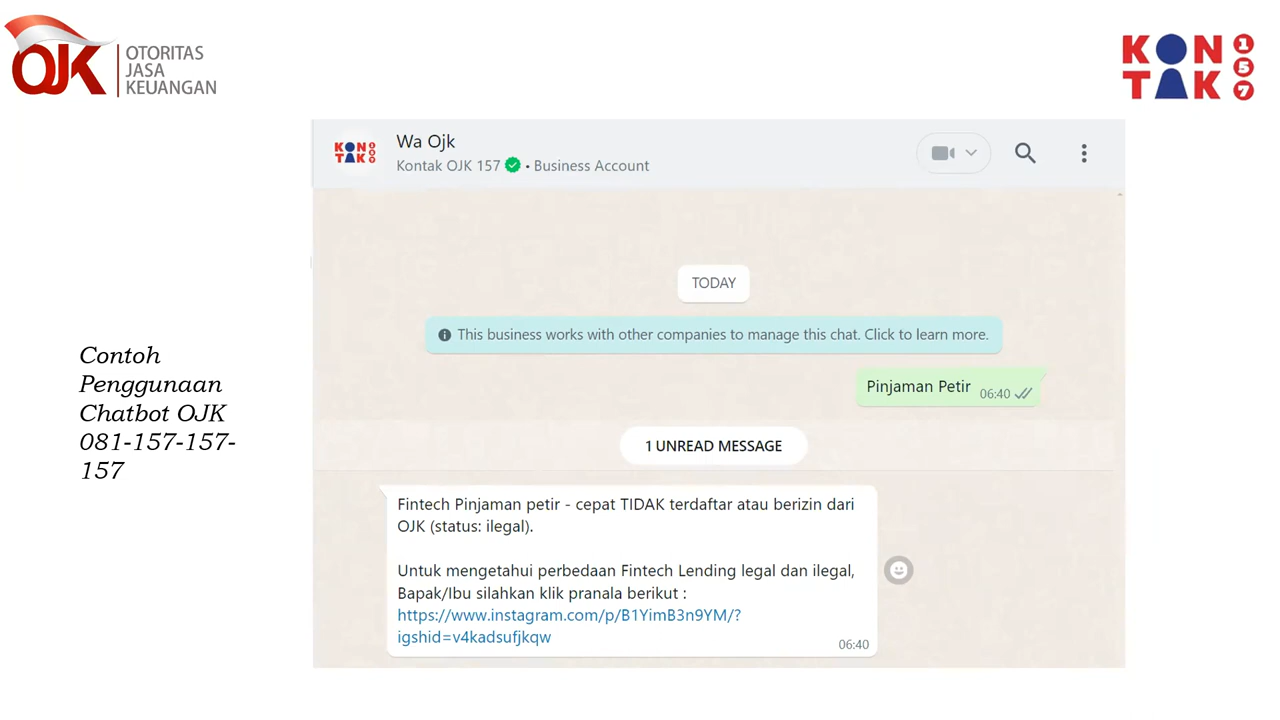 OJK
OTORITAS
JASA
KEUANGAN
KONTAK 157
Wa Ojk
Kontak OJK 157 • Business Account
TODAY
This business works with other companies to manage this chat. Click to learn more.
Contoh
Penggunaan
Chatbot OJK
081-157-157-
157
Pinjaman Petir 06:40
1 UNREAD MESSAGE
Fintech Pinjaman petir - cepat TIDAK terdaftar atau berizin dari
OJK (status: ilegal).
Untuk mengetahui perbedaan Fintech Lending legal dan ilegal,
Bapak/Ibu silahkan klik pranala berikut :
https://www.instagram.com/p/B1YimB3n9YM/?
igshid=v4kadsufjkqw
06:40